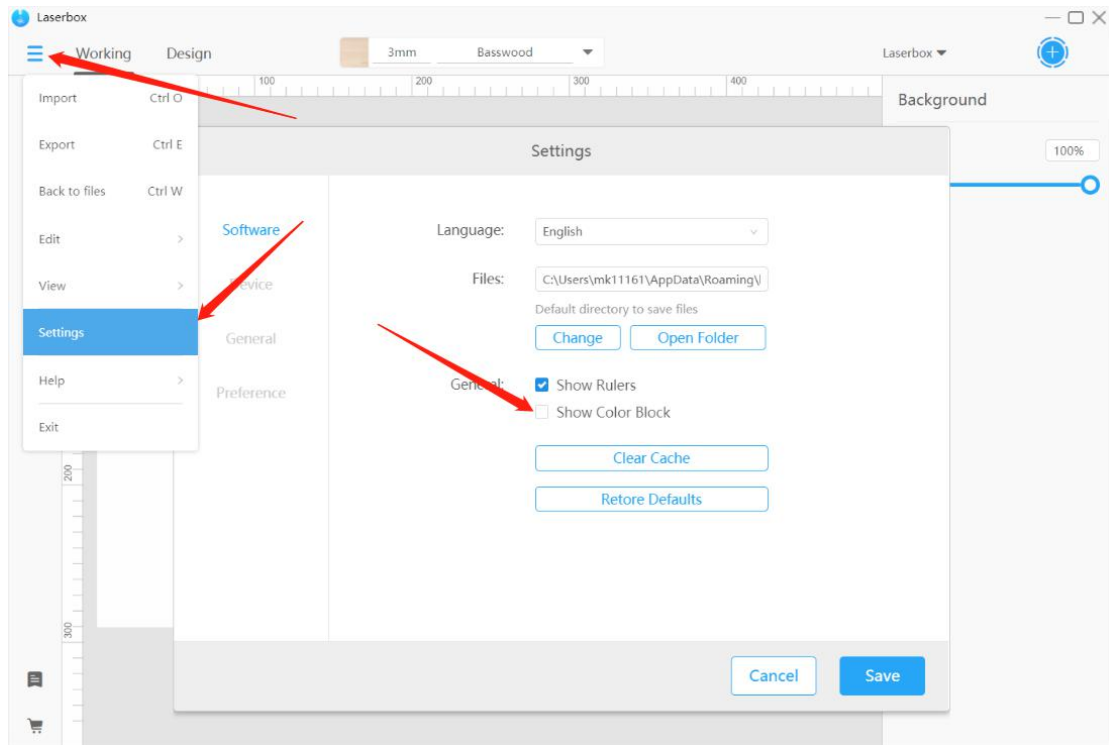 Laserbox
Working Design 3mm Basswood Laserbox
100 200 300 400
Import Ctrl O
Export Ctrl E
Back to files Ctrl W
Edit
View
Settings
Help
Exit
Background
100%
Settings
Software
Device
General
Preference
Language: English
Files: C:\Users\mk11161\AppData\Roaming\
Default directory to save files
Change Open Folder
General: Show Rulers
Show Color Block
Clear Cache
Retore Defaults
200
300
Cancel Save